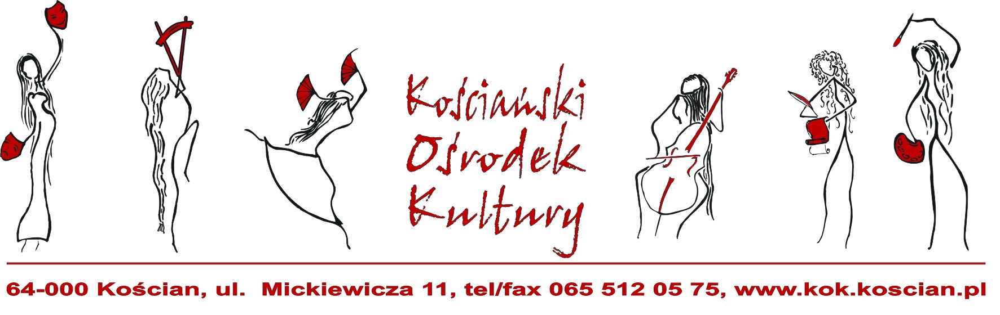 Kościański
Ośrodek
Kultury
64-000 Kościan, ul. Mickiewicza 11, tel/fax 065 512 05 75, www.kok.koscian.pl